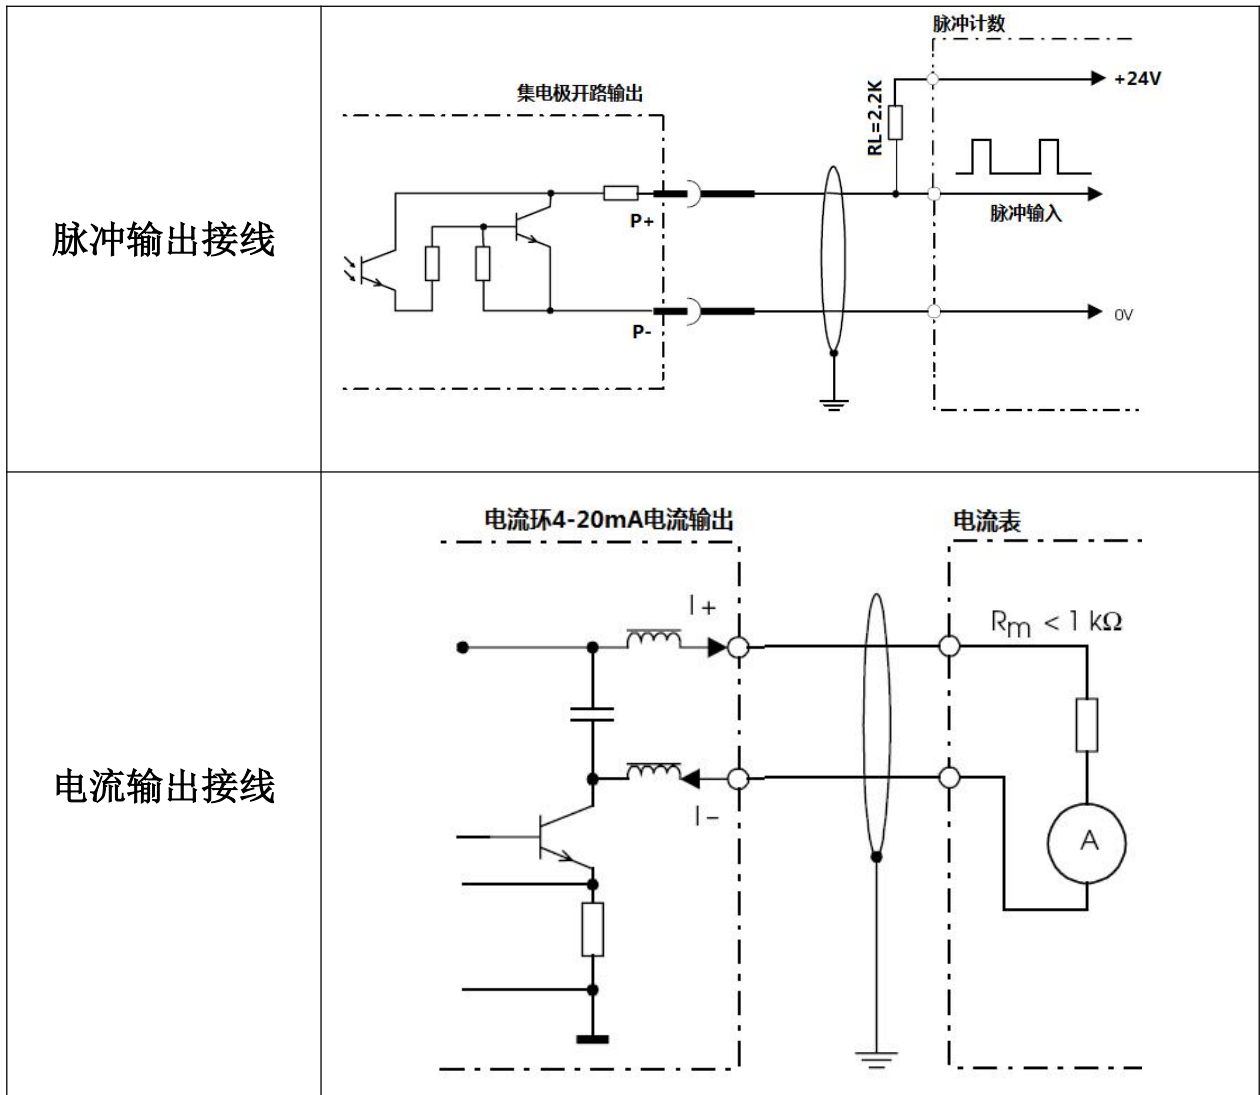 脉冲输出接线
脉冲计数
集电极开路输出
+24V
RL=2.2K
P+
脉冲输入
P-
0V
电流输出接线
电流环4-20mA电流输出
电流表
I+
Rm < 1 kΩ
I-
A